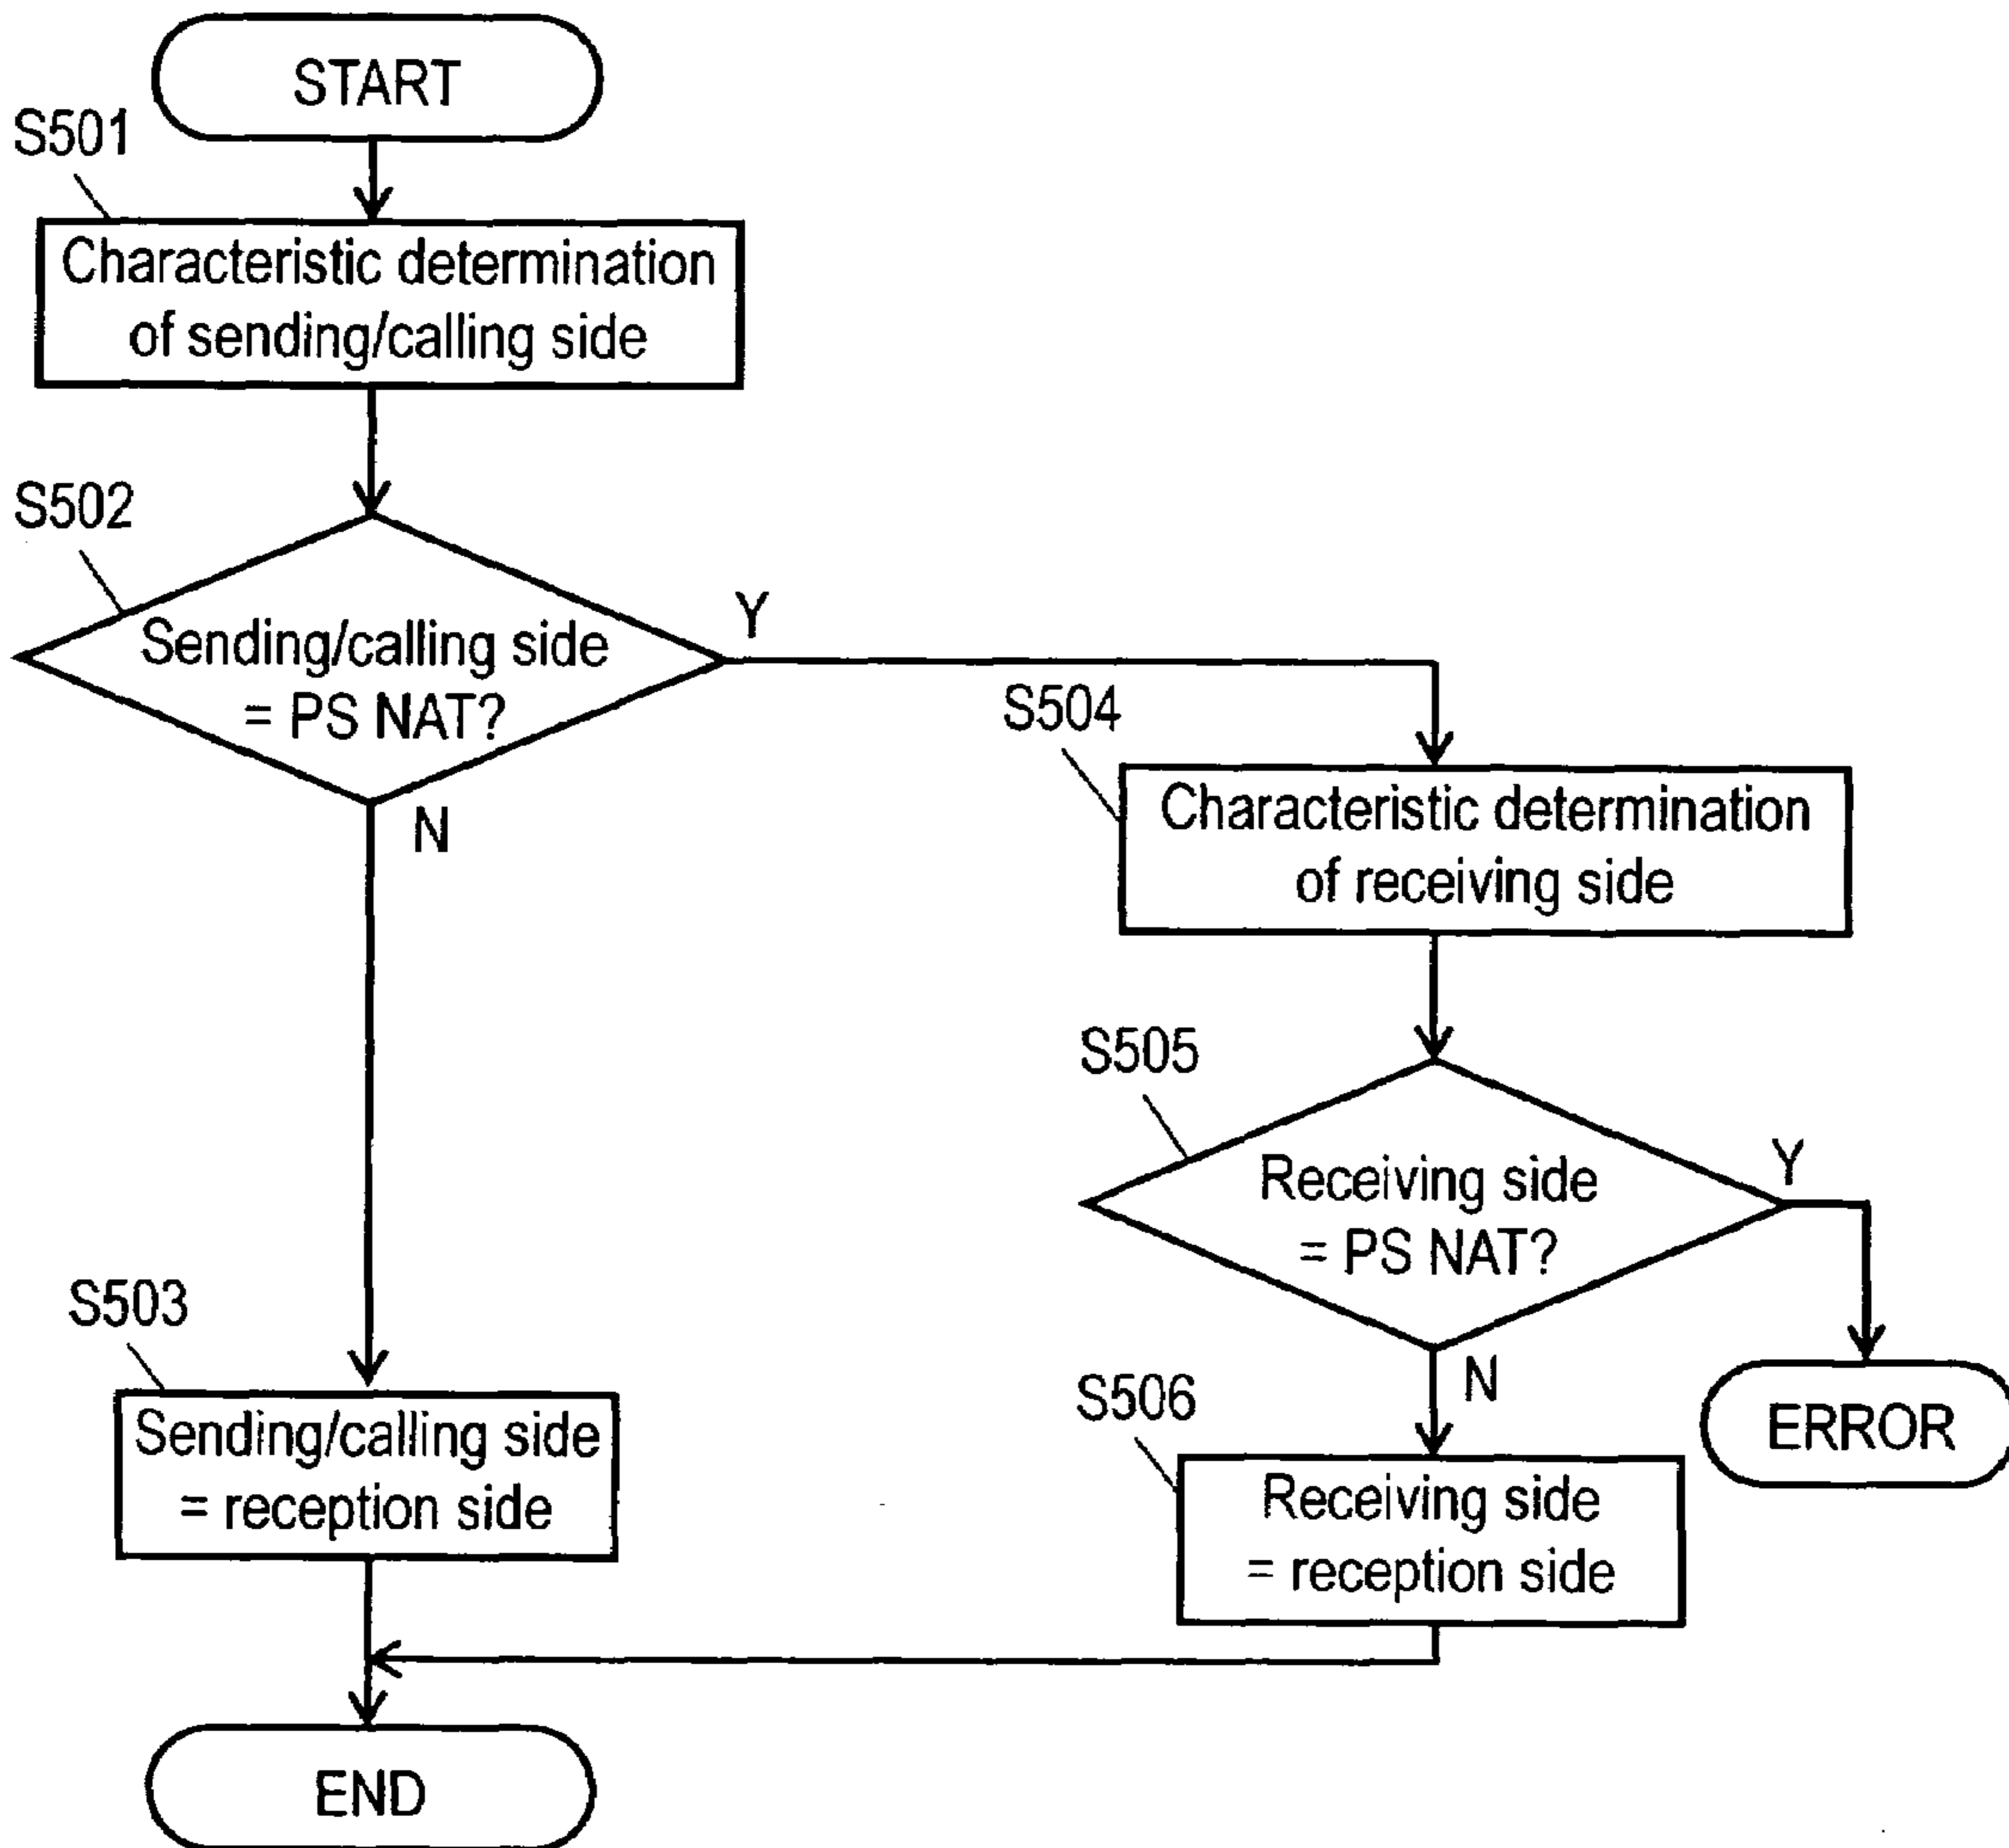 START
S501
Characteristic determination
of sending/calling side
S502
Sending/calling side
= PS NAT?
Y
N
S504
Characteristic determination
of receiving side
S505
Receiving side
= PS NAT?
Y
N
S503
Sending/calling side
= reception side
S506
Receiving side
= reception side
ERROR
END